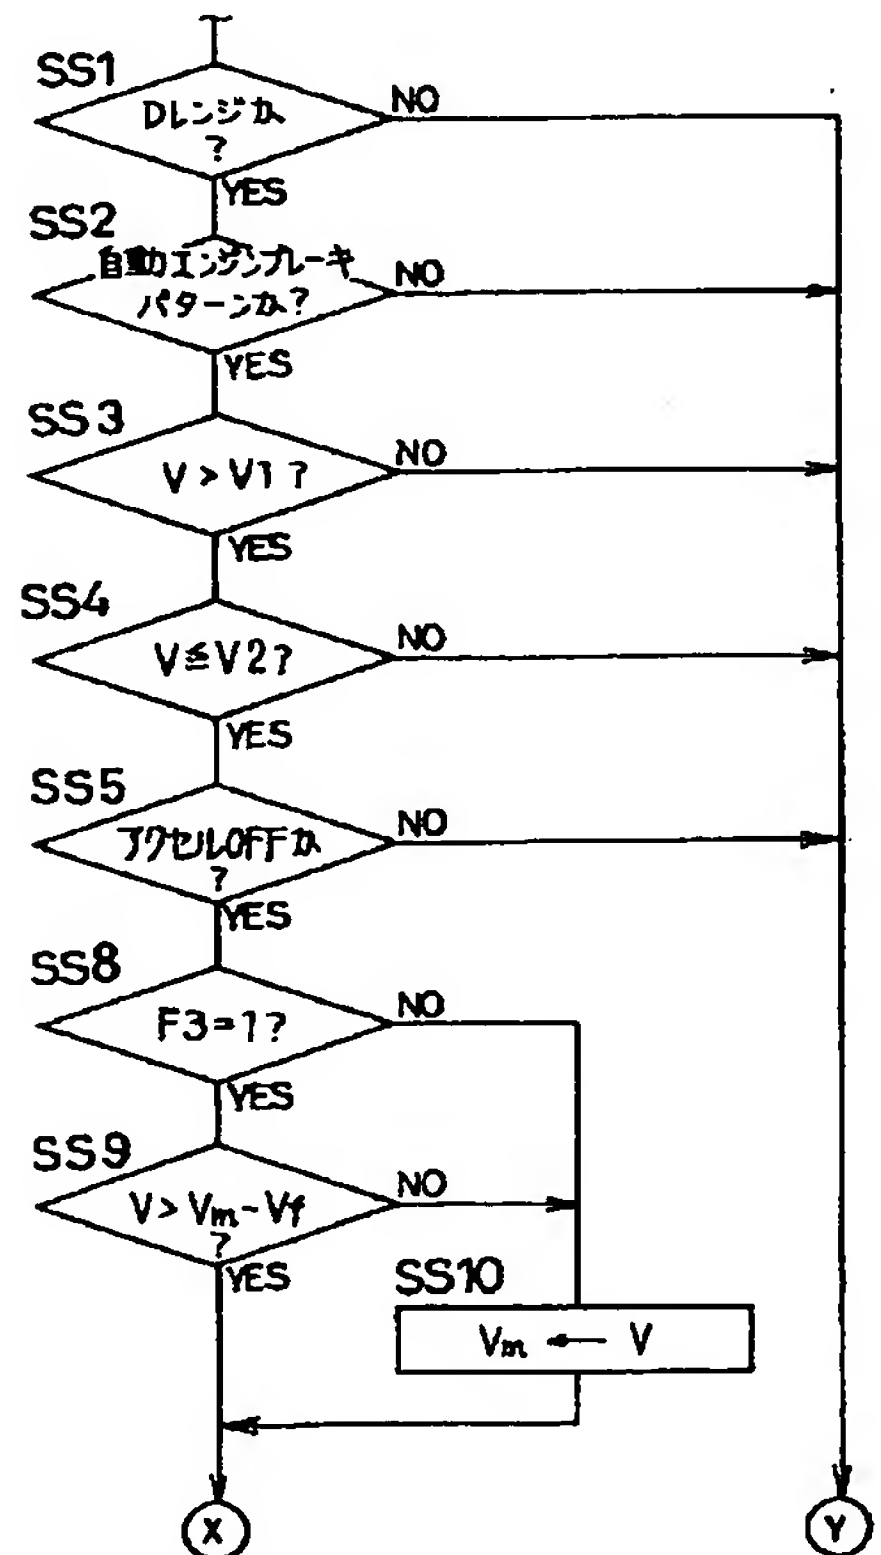 SS1
Dレンジか
?
NO
YES
SS2
自動エンジンブレーキ
パターンか?
NO
YES
SS3
V>V1?
NO
YES
SS4
V≦V2?
NO
YES
SS5
アクセルOFFか
?
NO
YES
SS8
F3=1?
NO
YES
SS9
V>Vm-Vf
?
NO
YES
SS10
Vm ← V
X
Y